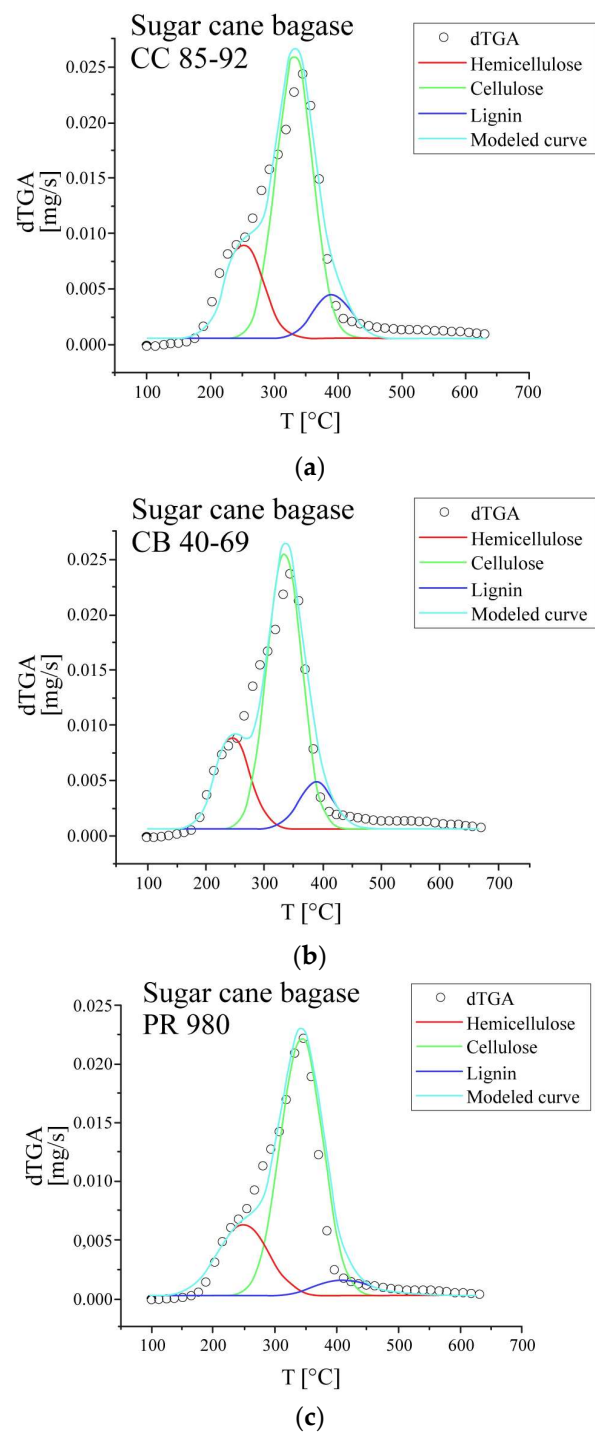 Sugar cane bagase
CC 85-92
dTGA
Hemicellulose
Cellulose
Lignin
Modeled curve
0.025
0.020
0.015
0.010
0.005
0.000
dTGA
[mg/s]
100 200 300 400 500 600 700
T [°C]
(a)
Sugar cane bagase
CB 40-69
dTGA
Hemicellulose
Cellulose
Lignin
Modeled curve
0.025
0.020
0.015
0.010
0.005
0.000
dTGA
[mg/s]
100 200 300 400 500 600 700
T [°C]
(b)
Sugar cane bagase
PR 980
dTGA
Hemicellulose
Cellulose
Lignin
Modeled curve
0.025
0.020
0.015
0.010
0,005
0.000
dTGA
[mg/s]
100 200 300 400 500 600 700
T [°C]
(c)